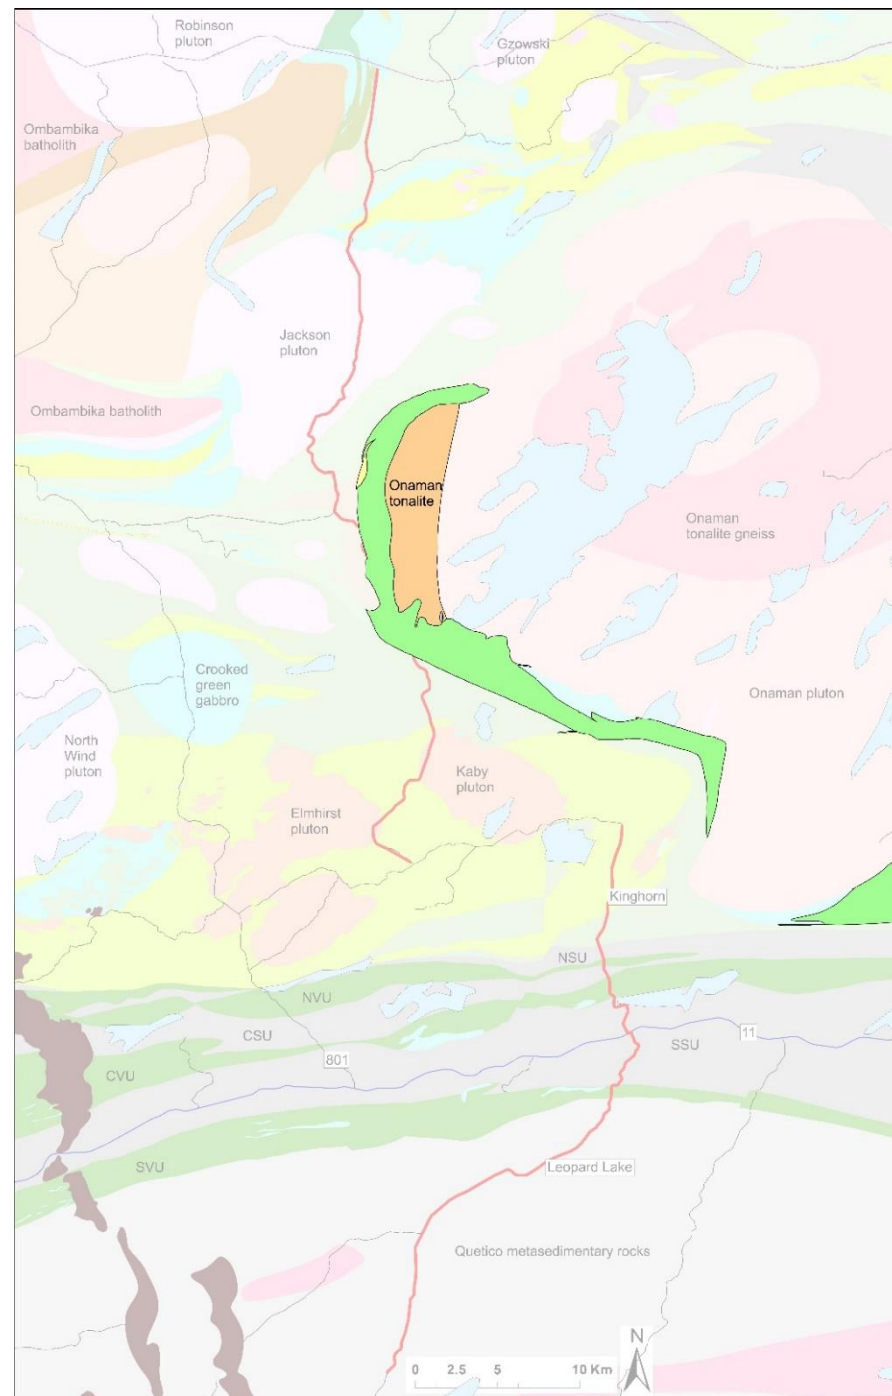 Robinson
pluton
Gzowski
pluton
Ombambika
batholith
Jackson
pluton
Ombambika batholith
Onaman
tonalite
Onaman
tonalite gneiss
Crooked
green
gabbro
Onaman pluton
North
Wind
pluton
Kaby
pluton
Elmhirst
pluton
Kinghorn
NSU
NVU
CSU
11
801
SSU
CVU
SVU
Leopard Lake
Quetico metasedimentary rocks
N
0 2.5 5 10 Km